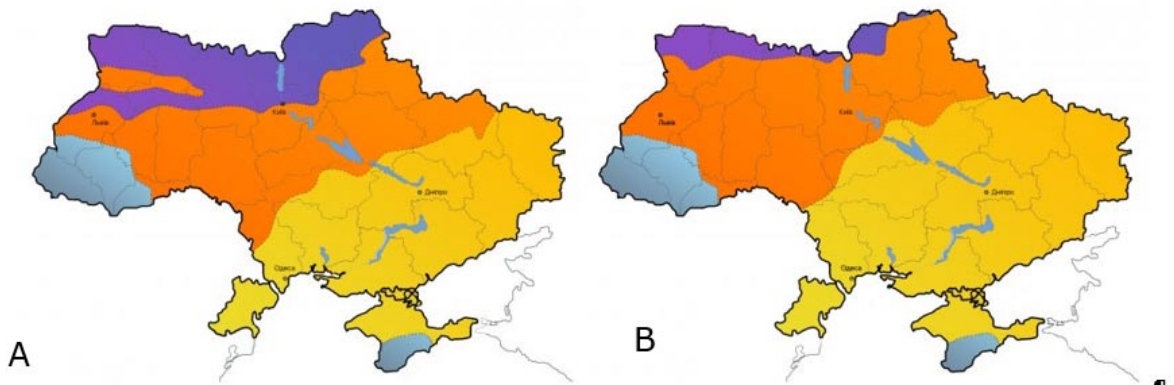 Київ
Львів
Дніпро
Одеса
A
Київ
Львів
Дніпро
Одеса
B